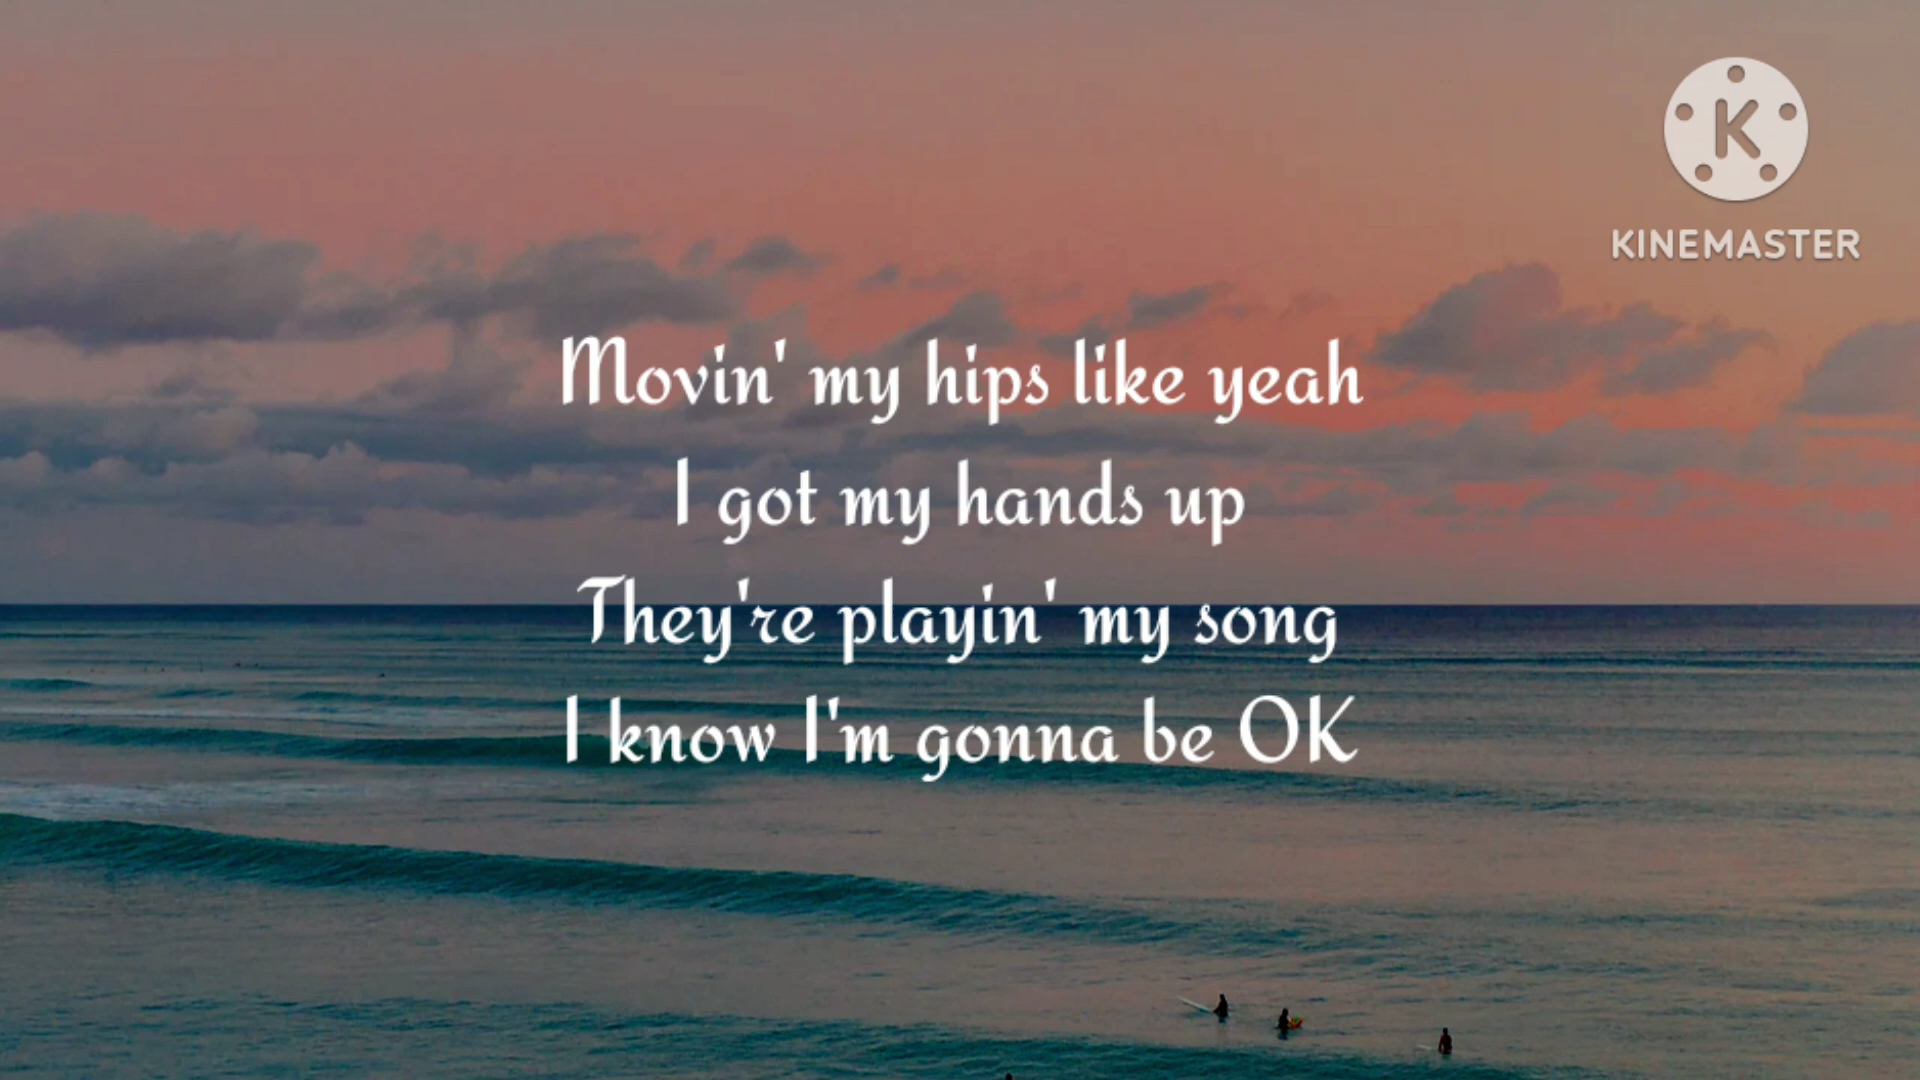 K
KINEMASTER
Movin' my hips like yeah
I got my hands up
They're playin' my song
I know I'm gonna be OK